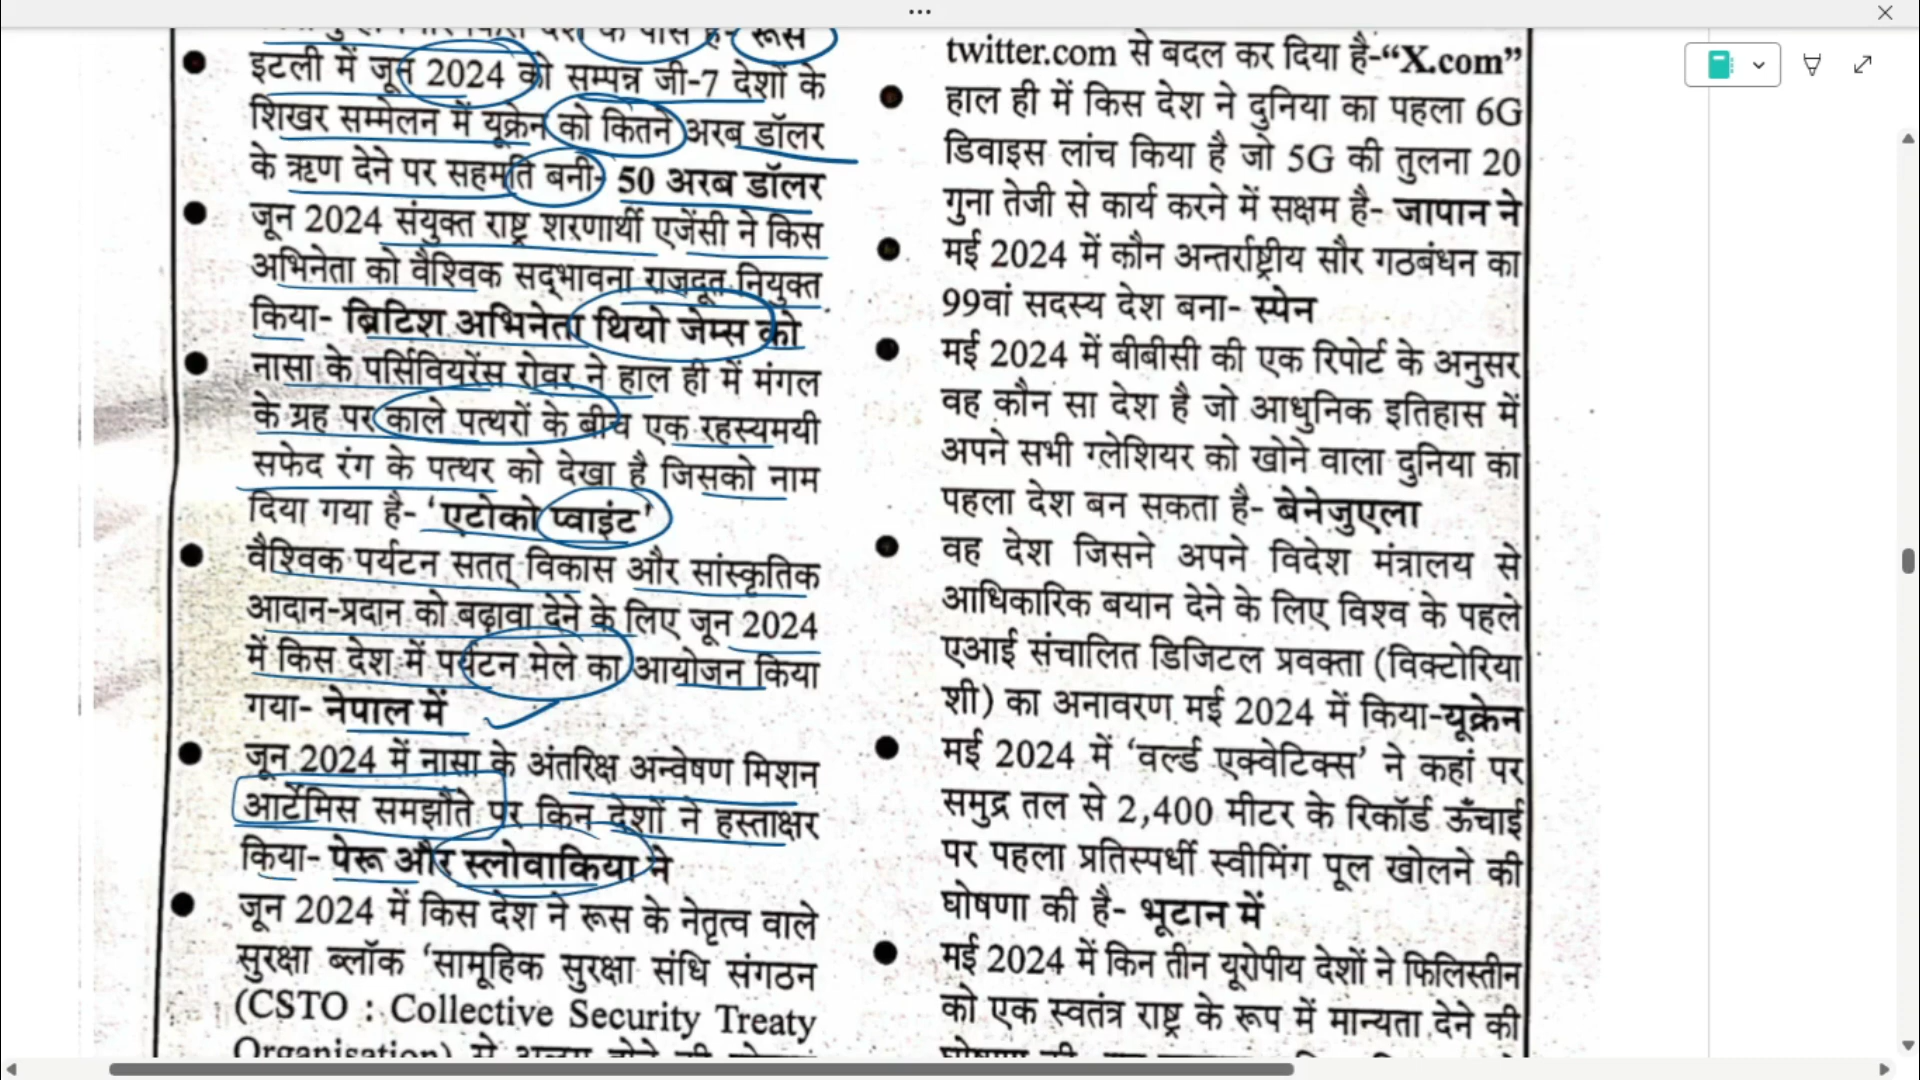 रूस
इटली में जून 2024 को सम्पन्न जी-7 देशों के
शिखर सम्मेलन में यूक्रेन को कितने अरब डॉलर
के ऋण देने पर सहमति बनी- 50 अरब डॉलर
जून 2024 संयुक्त राष्ट्र शरणार्थी एजेंसी ने किस
अभिनेता को वैश्विक सद्भावना राजदूत नियुक्त
किया- ब्रिटिश अभिनेता थियो जेम्स को
नासा के पर्सिवियरेंस रोवर ने हाल ही में मंगल
के ग्रह पर काले पत्थरों के बीच एक रहस्यमयी
सफेद रंग के पत्थर को देखा है जिसको नाम
दिया गया है- ‘एटोको प्वाइंट’
वैश्विक पर्यटन सतत् विकास और सांस्कृतिक
आदान-प्रदान को बढ़ावा देने के लिए जून 2024
में किस देश में पर्यटन मेले का आयोजन किया
गया- नेपाल में
जून 2024 में नासा के अंतरिक्ष अन्वेषण मिशन
आर्टेमिस समझौते पर किन देशों ने हस्ताक्षर
किया- पेरू और स्लोवाकिया ने
जून 2024 में किस देश ने रूस के नेतृत्व वाले
सुरक्षा ब्लॉक ‘सामूहिक सुरक्षा संधि संगठन
(CSTO : Collective Security Treaty
Organisation)
twitter.com से बदल कर दिया है-“X.com”
हाल ही में किस देश ने दुनिया का पहला 6G
डिवाइस लांच किया है जो 5G की तुलना 20
गुना तेजी से कार्य करने में सक्षम है- जापान ने
मई 2024 में कौन अन्तर्राष्ट्रीय सौर गठबंधन का
99वां सदस्य देश बना- स्पेन
मई 2024 में बीबीसी की एक रिपोर्ट के अनुसर
वह कौन सा देश है जो आधुनिक इतिहास में
अपने सभी ग्लेशियर को खोने वाला दुनिया का
पहला देश बन सकता है- बेनेजुएला
वह देश जिसने अपने विदेश मंत्रालय से
आधिकारिक बयान देने के लिए विश्व के पहले
एआई संचालित डिजिटल प्रवक्ता (विक्टोरिया
शी) का अनावरण मई 2024 में किया-यूक्रेन
मई 2024 में ‘वर्ल्ड एक्वेटिक्स’ ने कहां पर
समुद्र तल से 2,400 मीटर के रिकॉर्ड ऊँचाई
पर पहला प्रतिस्पर्धी स्वीमिंग पूल खोलने की
घोषणा की है- भूटान में
मई 2024 में किन तीन यूरोपीय देशों ने फिलिस्तीन
को एक स्वतंत्र राष्ट्र के रूप में मान्यता देने की